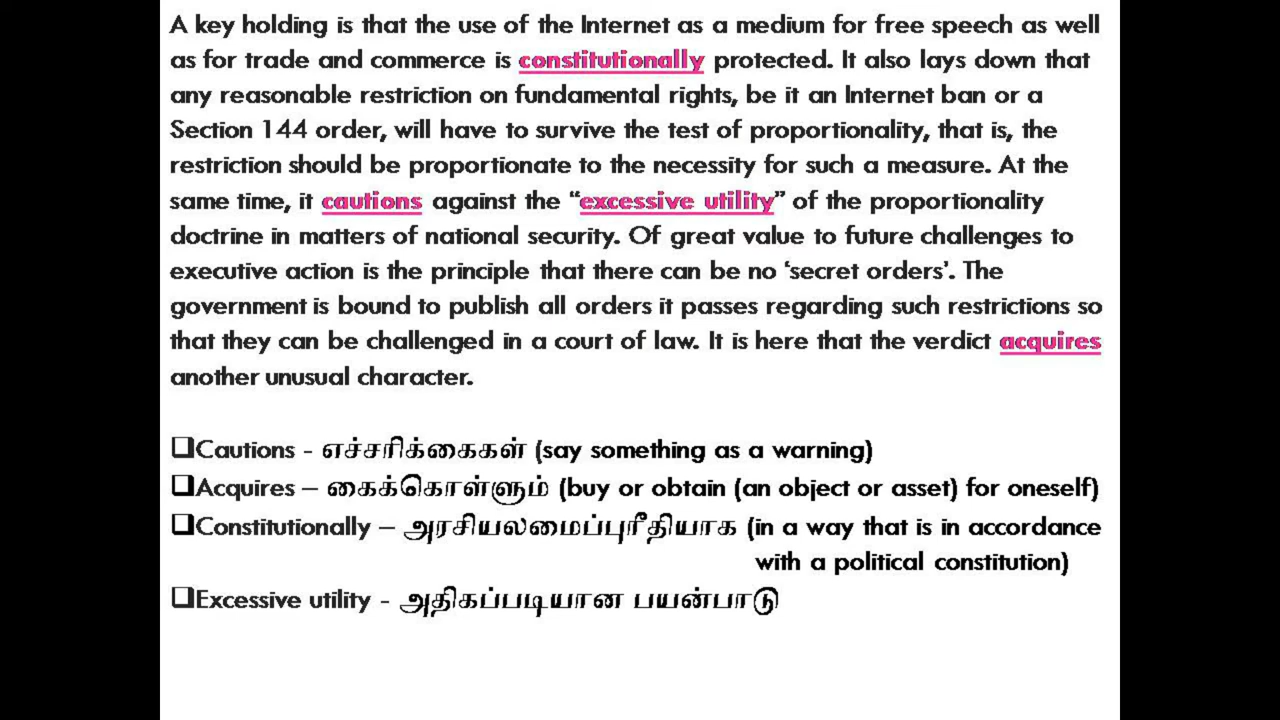 A key holding is that the use of the Internet as a medium for free speech as well
as for trade and commerce is constitutionally protected. It also lays down that
any reasonable restriction on fundamental rights, be it an Internet ban or a
Section 144 order, will have to survive the test of proportionality, that is, the
restriction should be proportionate to the necessity for such a measure. At the
same time, it cautions against the “excessive utility” of the proportionality
doctrine in matters of national security. Of great value to future challenges to
executive action is the principle that there can be no ‘secret orders’. The
government is bound to publish all orders it passes regarding such restrictions so
that they can be challenged in a court of law. It is here that the verdict acquires
another unusual character.
❑Cautions - எச்சரிக்கைகள் (say something as a warning)
❑Acquires – கைக்கொள்ளும் (buy or obtain (an object or asset) for oneself)
❑Constitutionally – அரசியலமைப்புரீதியாக (in a way that is in accordance
with a political constitution)
❑Excessive utility - அதிகப்படியான பயன்பாடு